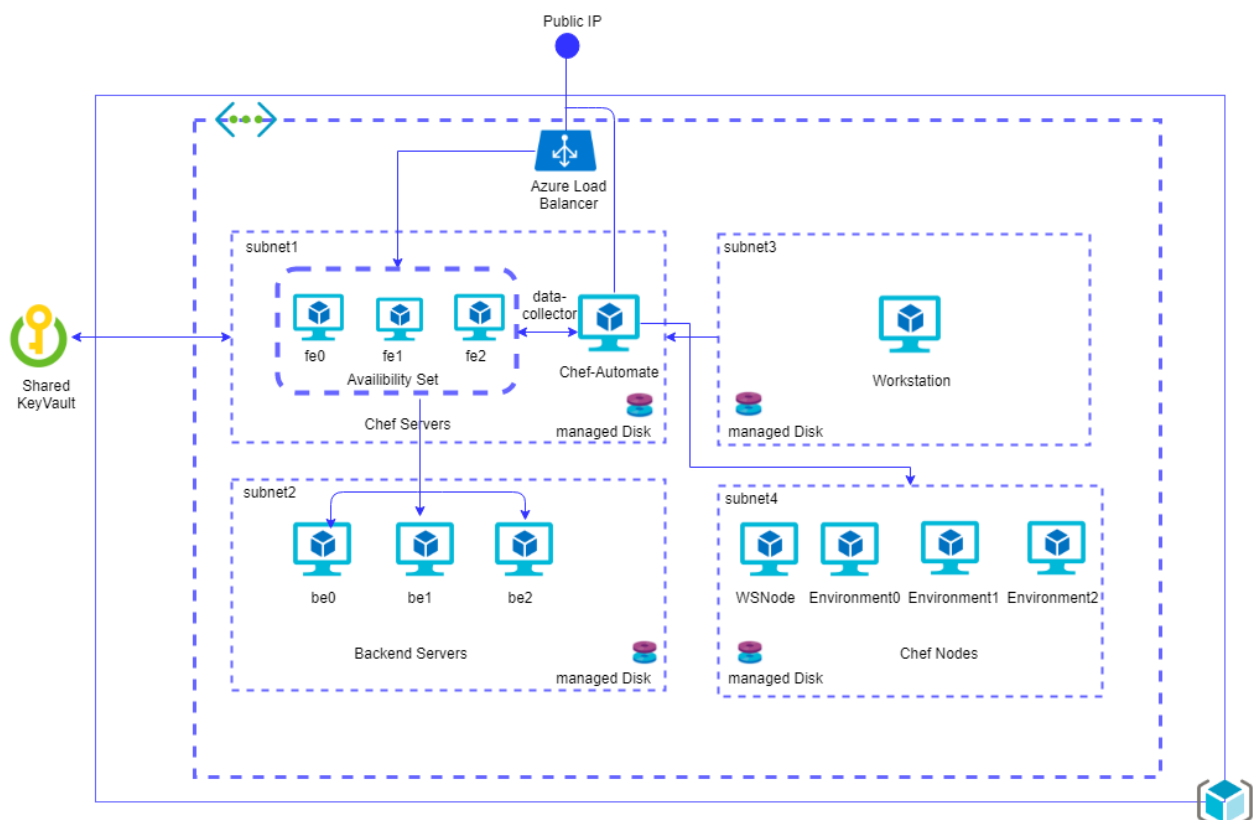 Public IP
Azure Load
Balancer
subnet1
subnet3
data-
collector
fe0
fe1
fe2
Availibility Set
Chef-Automate
Workstation
Shared
KeyVault
Chef Servers
managed Disk
managed Disk
subnet2
subnet4
be0
be1
be2
WSNode
Environment0
Environment1
Environment2
Backend Servers
Chef Nodes
managed Disk
managed Disk